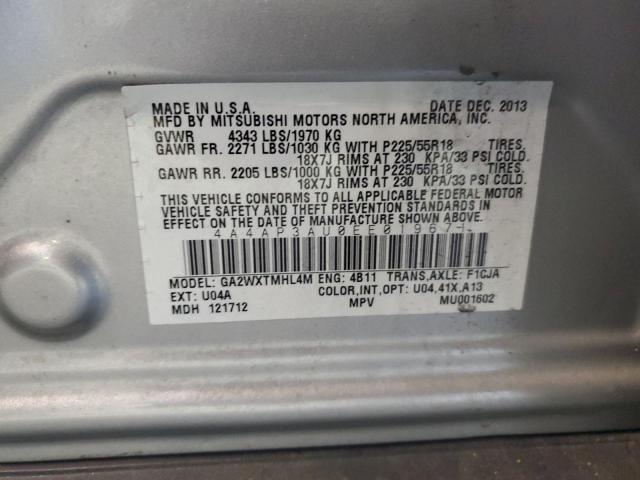 MADE IN U.S.A. DATE DEC. 2013
MFD BY MITSUBISHI MOTORS NORTH AMERICA, INC.
GVWR 4343 LBS/1970 KG
GAWR FR. 2271 LBS/1030 KG WITH P225/55R18 TIRES,
18X7J RIMS AT 230 KPA/33 PSI COLD.
GAWR RR. 2205 LBS/1000 KG WITH P225/55R18 TIRES,
18X7J RIMS AT 230 KPA/33 PSI COLD.
THIS VEHICLE CONFORMS TO ALL APPLICABLE FEDERAL MOTOR
VEHICLE SAFETY AND THEFT PREVENTION STANDARDS IN
EFFECT ON THE DATE OF MANUFACTURE SHOWN ABOVE.
4A4AP3AU0EE019671
MODEL: GA2WXTMHL4M ENG: 4B11 TRANS,AXLE: F1CJA
EXT: U04A COLOR,INT,OPT: U04,41X,A13
MDH 121712 MPV MU001602